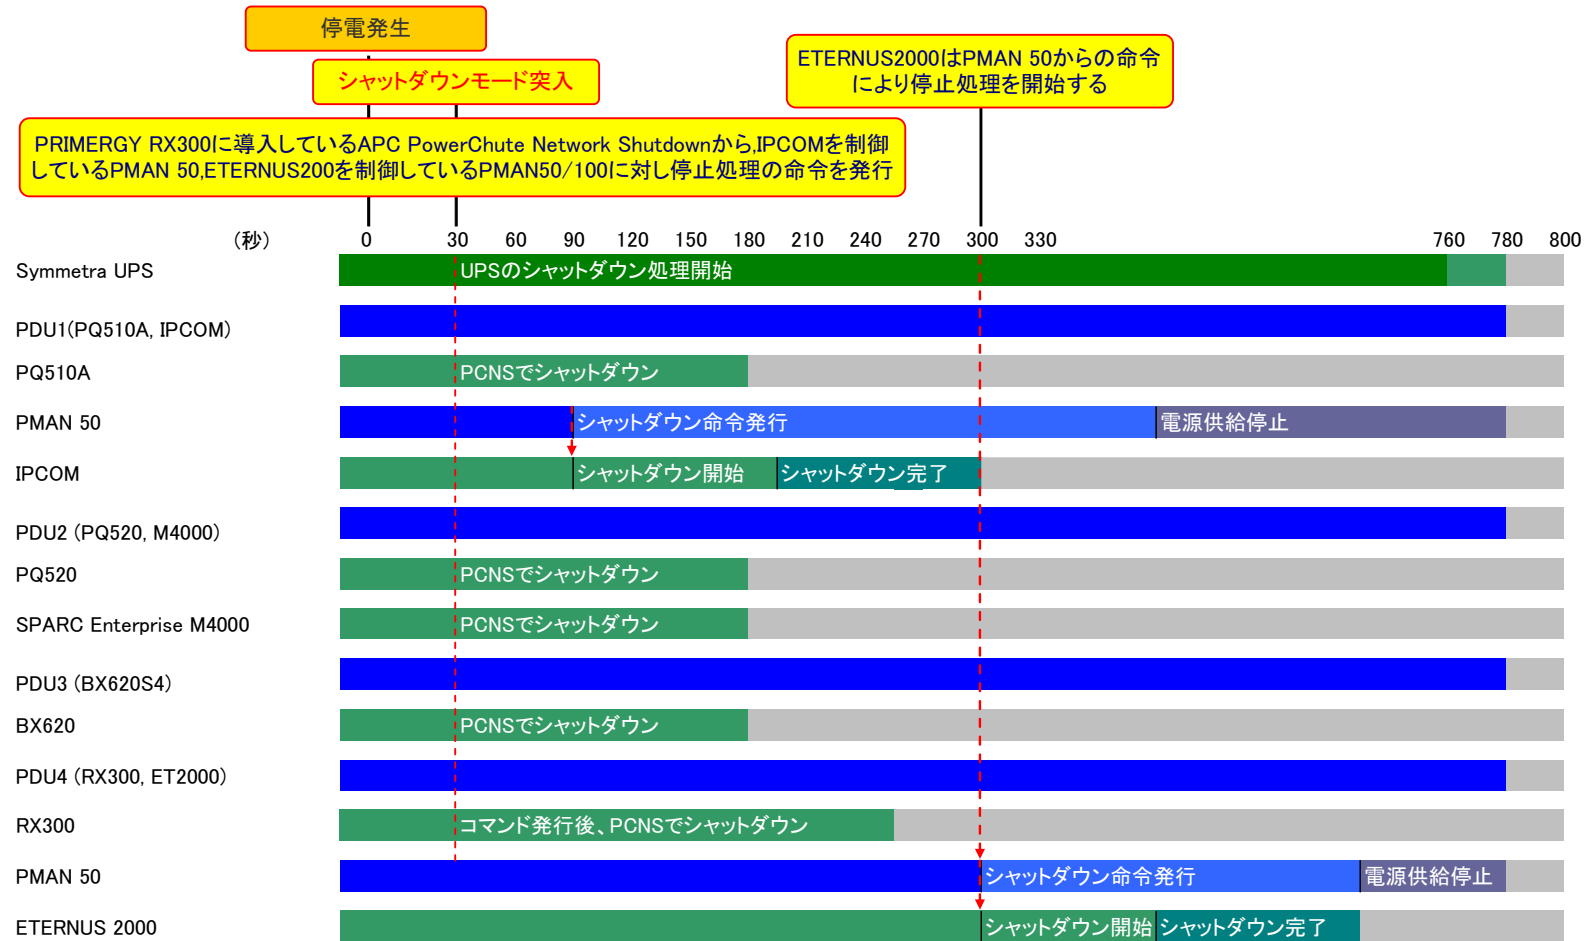 停電発生
シャットダウンモード突入
ETERNUS2000はPMAN 50からの命令
により停止処理を開始する
PRIMERGY RX300に導入しているAPC PowerChute Network Shutdownから,IPCOMを制御
しているPMAN 50,ETERNUS200を制御しているPMAN50/100に対し停止処理の命令を発行
(秒) 0 30 60 90 120 150 180 210 240 270 300 330 760 780 800
Symmetra UPS UPSのシャットダウン処理開始
PDU1(PQ510A, IPCOM)
PQ510A PCNSでシャットダウン
PMAN 50 シャットダウン命令発行 電源供給停止
IPCOM シャットダウン開始 シャットダウン完了
PDU2 (PQ520, M4000)
PQ520 PCNSでシャットダウン
SPARC Enterprise M4000 PCNSでシャットダウン
PDU3 (BX620S4)
BX620 PCNSでシャットダウン
PDU4 (RX300, ET2000)
RX300 コマンド発行後、PCNSでシャットダウン
PMAN 50 シャットダウン命令発行 電源供給停止
ETERNUS 2000 シャットダウン開始 シャットダウン完了